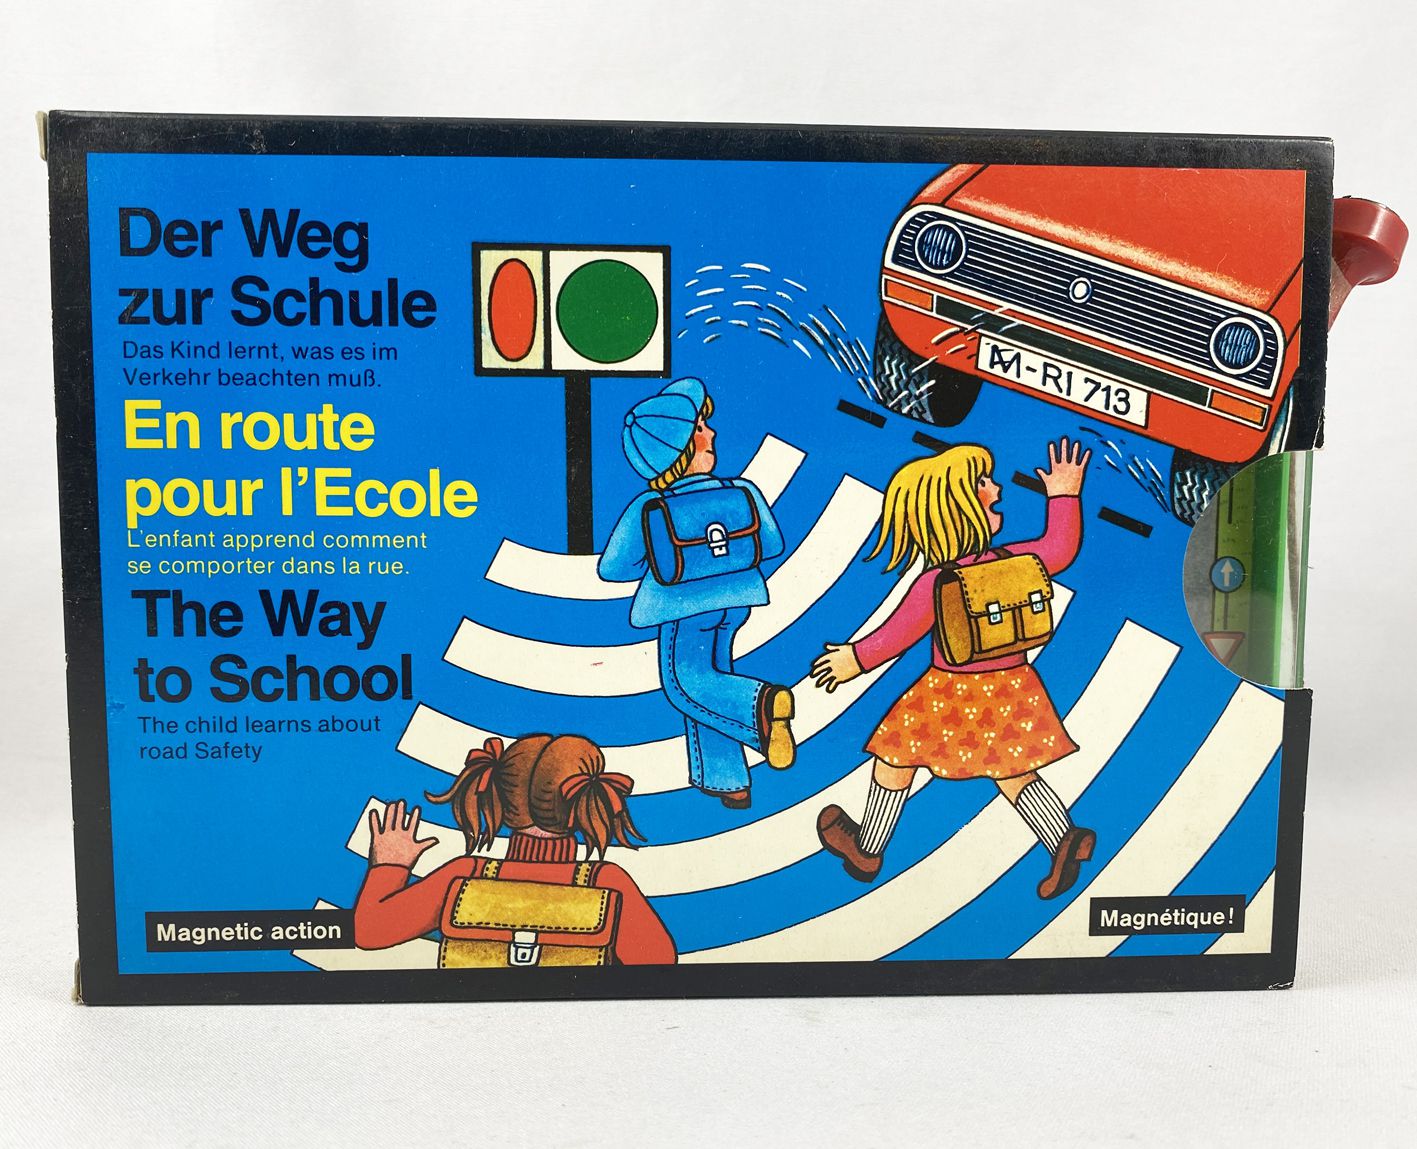 Der Weg
zur Schule
Das Kind lernt, was es im
Verkehr beachten muß.
En route
pour l'Ecole
L'enfant apprend comment
se comporter dans la rue.
The Way
to School
The child learns about
road Safety
M-RI 713
Magnetic action
Magnétique!